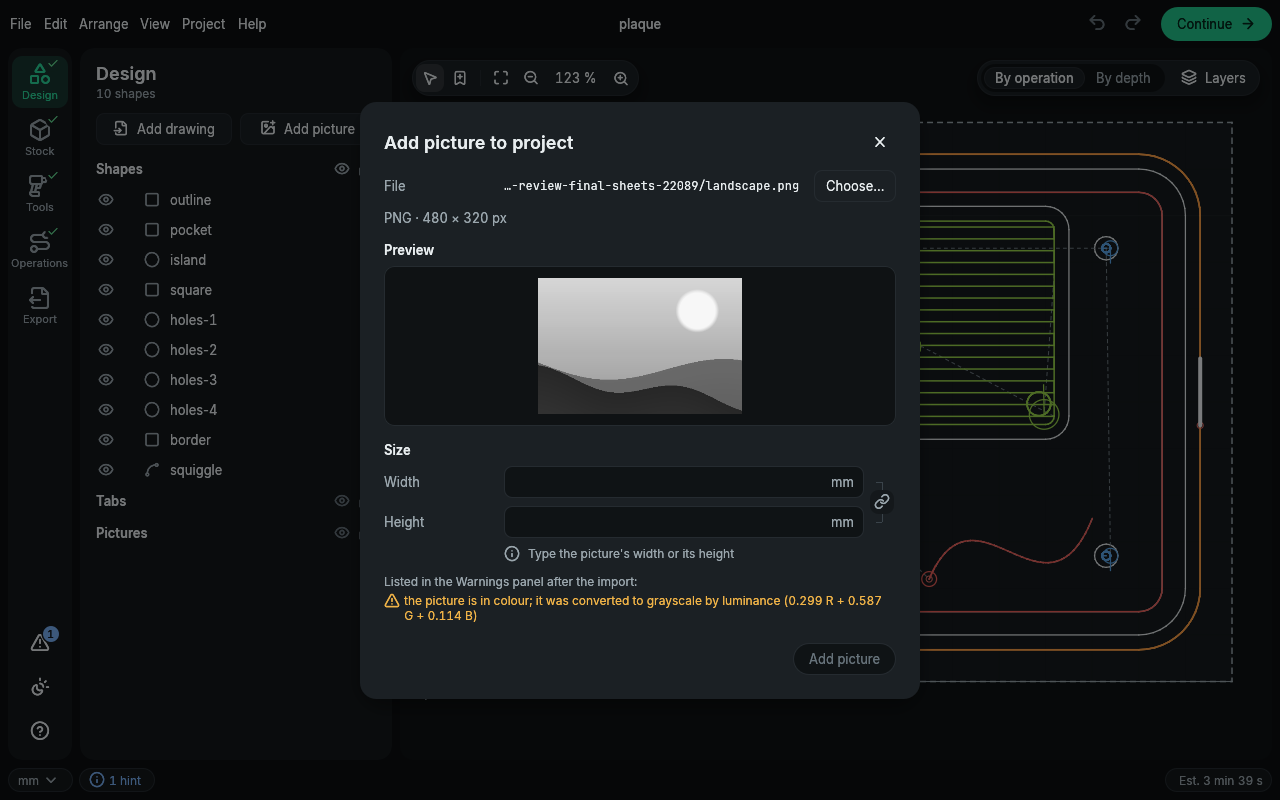 File Edit Arrange View Project Help
plaque
Continue
Design
Stock
Tools
Operations
Export
1
Design
10 shapes
Add drawing
Add picture
Shapes
outline
pocket
island
square
holes-1
holes-2
holes-3
holes-4
border
squiggle
Tabs
Pictures
123 %
By operation By depth Layers
Add picture to project
File …-review-final-sheets-22089/landscape.png Choose...
PNG · 480 × 320 px
Preview
Size
Width mm
Height mm
Type the picture's width or its height
Listed in the Warnings panel after the import:
the picture is in colour; it was converted to grayscale by luminance (0.299 R + 0.587
G + 0.114 B)
Add picture
mm
1 hint
Est. 3 min 39 s